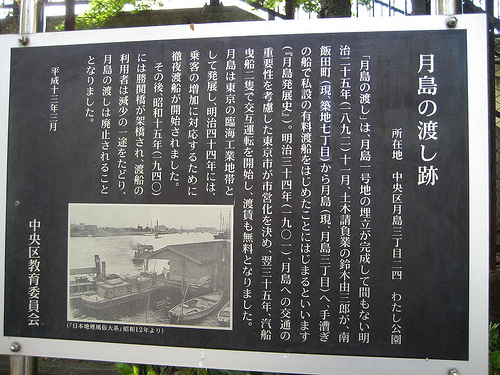 月島の渡し跡
所在地　中央区月島三丁目二四　わたし公園
「月島の渡し」は、月島一号地の埋立が完成して間もない明
治二十五年(一八九二)十一月、土木請負業の鈴木由三郎が、南
飯田町(現・築地七丁目)から月島(現・月島三丁目)へ、手漕ぎ
の船で私設の有料渡船をはじめたことにはじまるといいます
(『月島発展史』)。明治三十四年(一九〇一)、月島への交通の
重要性を考慮した東京市が市営化を決め、翌三十五年、汽船
曳船二隻で交互運転を開始し、渡賃も無料となりました。
月島は東京の臨海工業地帯と
して発展し、明治四十四年には、
乗客の増加に対応するために
徹夜渡船が開始されました。
その後、昭和十五年(一九四〇)
には勝鬨橋が架橋され、渡船の
利用者は減少の一途をたどり、
月島の渡しは廃止されること
となりました。
平成十三年三月
中央区教育委員会
(『日本地理風俗大系』昭和12年より)